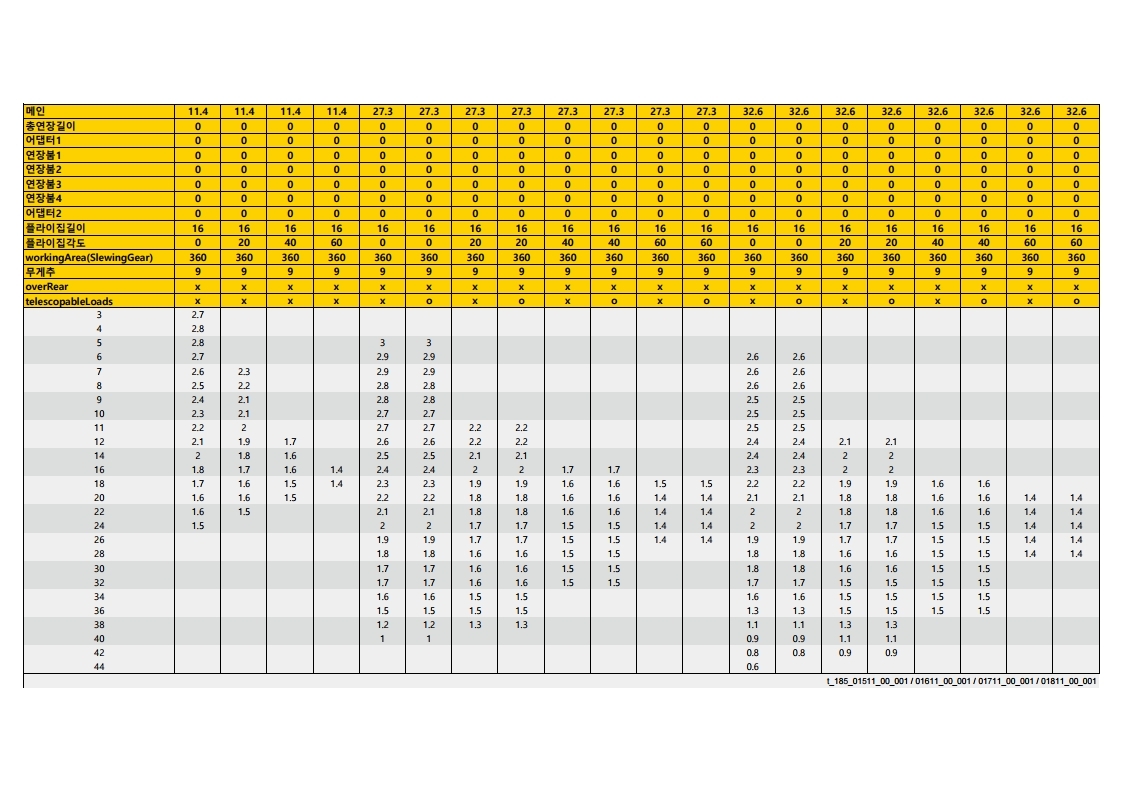 메인 11.4 11.4 11.4 11.4 27.3 27.3 27.3 27.3 27.3 27.3 27.3 27.3 32.6 32.6 32.6 32.6 32.6 32.6 32.6 32.6
총연장길이 0 0 0 0 0 0 0 0 0 0 0 0 0 0 0 0 0 0 0 0
어댑터1 0 0 0 0 0 0 0 0 0 0 0 0 0 0 0 0 0 0 0 0
연장붐1 0 0 0 0 0 0 0 0 0 0 0 0 0 0 0 0 0 0 0 0
연장붐2 0 0 0 0 0 0 0 0 0 0 0 0 0 0 0 0 0 0 0 0
연장붐3 0 0 0 0 0 0 0 0 0 0 0 0 0 0 0 0 0 0 0 0
연장붐4 0 0 0 0 0 0 0 0 0 0 0 0 0 0 0 0 0 0 0 0
어댑터2 0 0 0 0 0 0 0 0 0 0 0 0 0 0 0 0 0 0 0 0
플라이집길이 16 16 16 16 16 16 16 16 16 16 16 16 16 16 16 16 16 16 16 16
플라이집각도 0 20 40 60 0 0 20 20 40 40 60 60 0 0 20 20 40 40 60 60
workingArea(SlewingGear) 360 360 360 360 360 360 360 360 360 360 360 360 360 360 360 360 360 360 360 360
무게추 9 9 9 9 9 9 9 9 9 9 9 9 9 9 9 9 9 9 9 9
overRear x x x x x x x x x x x x x x x x x x x x
telescopableLoads x x x x x o x o x o x o x o x o x o x o
3 2.7
4 2.8
5 2.8 3 3
6 2.7 2.9 2.9 2.6 2.6
7 2.6 2.3 2.9 2.9 2.6 2.6
8 2.5 2.2 2.8 2.8 2.6 2.6
9 2.4 2.1 2.8 2.8 2.5 2.5
10 2.3 2.1 2.7 2.7 2.5 2.5
11 2.2 2 2.7 2.7 2.2 2.2 2.5 2.5
12 2.1 1.9 1.7 2.6 2.6 2.2 2.2 2.4 2.4 2.1 2.1
14 2 1.8 1.6 2.5 2.5 2.1 2.1 2.4 2.4 2 2
16 1.8 1.7 1.6 1.4 2.4 2.4 2 2 1.7 1.7 2.3 2.3 2 2
18 1.7 1.6 1.5 1.4 2.3 2.3 1.9 1.9 1.6 1.6 1.5 1.5 2.2 2.2 1.9 1.9 1.6 1.6
20 1.6 1.6 1.5 2.2 2.2 1.8 1.8 1.6 1.6 1.4 1.4 2.1 2.1 1.8 1.8 1.6 1.6 1.4 1.4
22 1.6 1.5 2.1 2.1 1.8 1.8 1.6 1.6 1.4 1.4 2 2 1.8 1.8 1.6 1.6 1.4 1.4
24 1.5 2 2 1.7 1.7 1.5 1.5 1.4 1.4 2 2 1.7 1.7 1.5 1.5 1.4 1.4
26 1.9 1.9 1.7 1.7 1.5 1.5 1.4 1.4 1.9 1.9 1.7 1.7 1.5 1.5 1.4 1.4
28 1.8 1.8 1.6 1.6 1.5 1.5 1.8 1.8 1.6 1.6 1.5 1.5 1.4 1.4
30 1.7 1.7 1.6 1.6 1.5 1.5 1.8 1.8 1.6 1.6 1.5 1.5
32 1.7 1.7 1.6 1.6 1.5 1.5 1.7 1.7 1.5 1.5 1.5 1.5
34 1.6 1.6 1.5 1.5 1.6 1.6 1.5 1.5 1.5 1.5
36 1.5 1.5 1.5 1.5 1.3 1.3 1.5 1.5 1.5 1.5
38 1.2 1.2 1.3 1.3 1.1 1.1 1.3 1.3
40 1 1 0.9 0.9 1.1 1.1
42 0.8 0.8 0.9 0.9
44 0.6
t_185_01511_00_001 / 01611_00_001 / 01711_00_001 / 01811_00_001